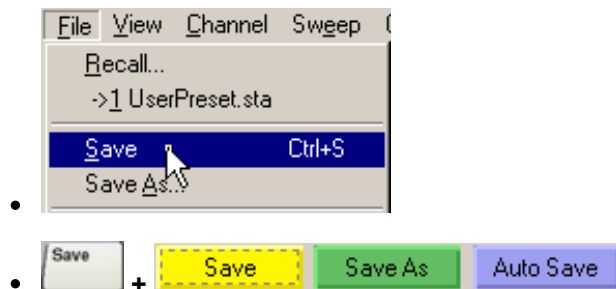 File View Channel Sweep
Recall...
->1 UserPreset.sta
Save Ctrl+S
Save As...
Save + Save Save As Auto Save